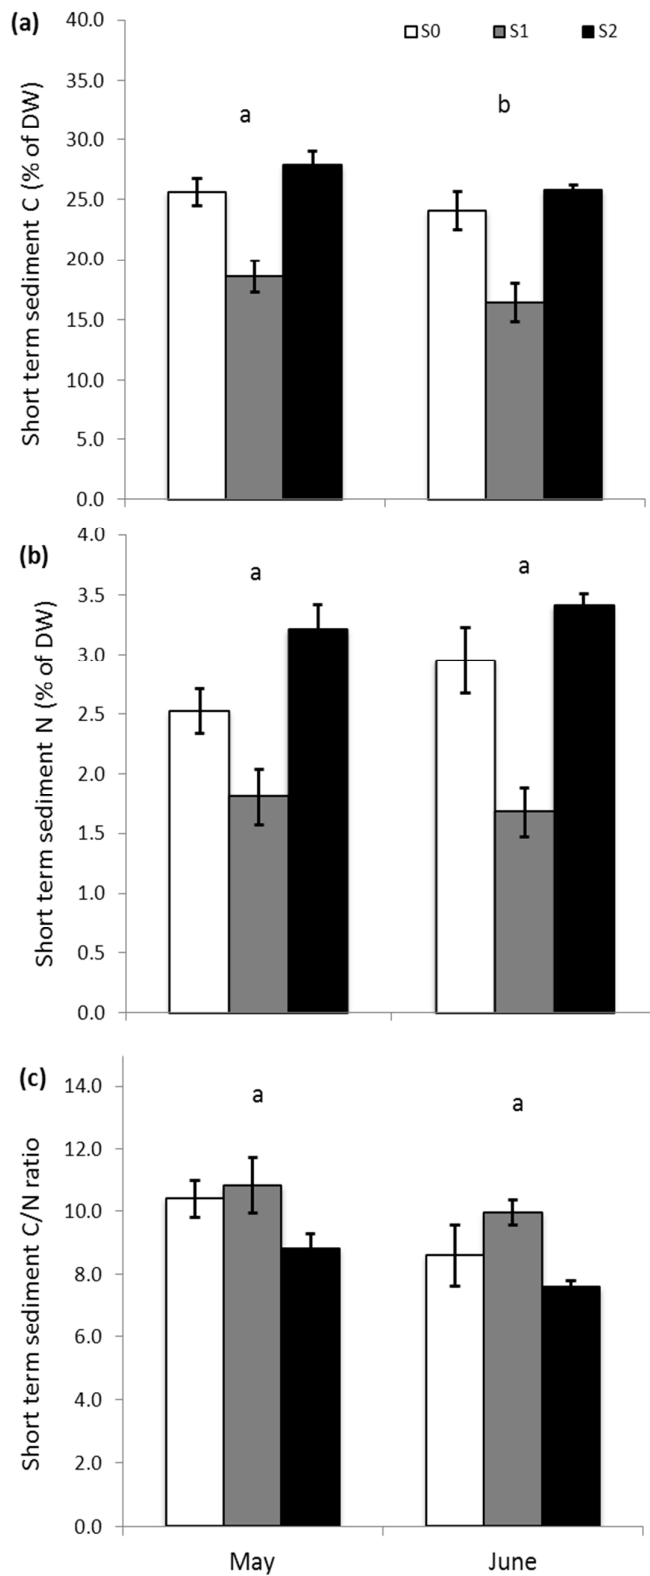 (a)
S0 S1 S2
Short term sediment C (% of DW)
40.0
35.0
30.0
25.0
20.0
15.0
10.0
5.0
0.0
a b
(b)
Short term sediment N (% of DW)
4.0
3.5
3.0
2.5
2.0
1.5
1.0
0.5
0.0
a a
(c)
Short term sediment C/N ratio
14.0
12.0
10.0
8.0
6.0
4.0
2.0
0.0
a a
May June